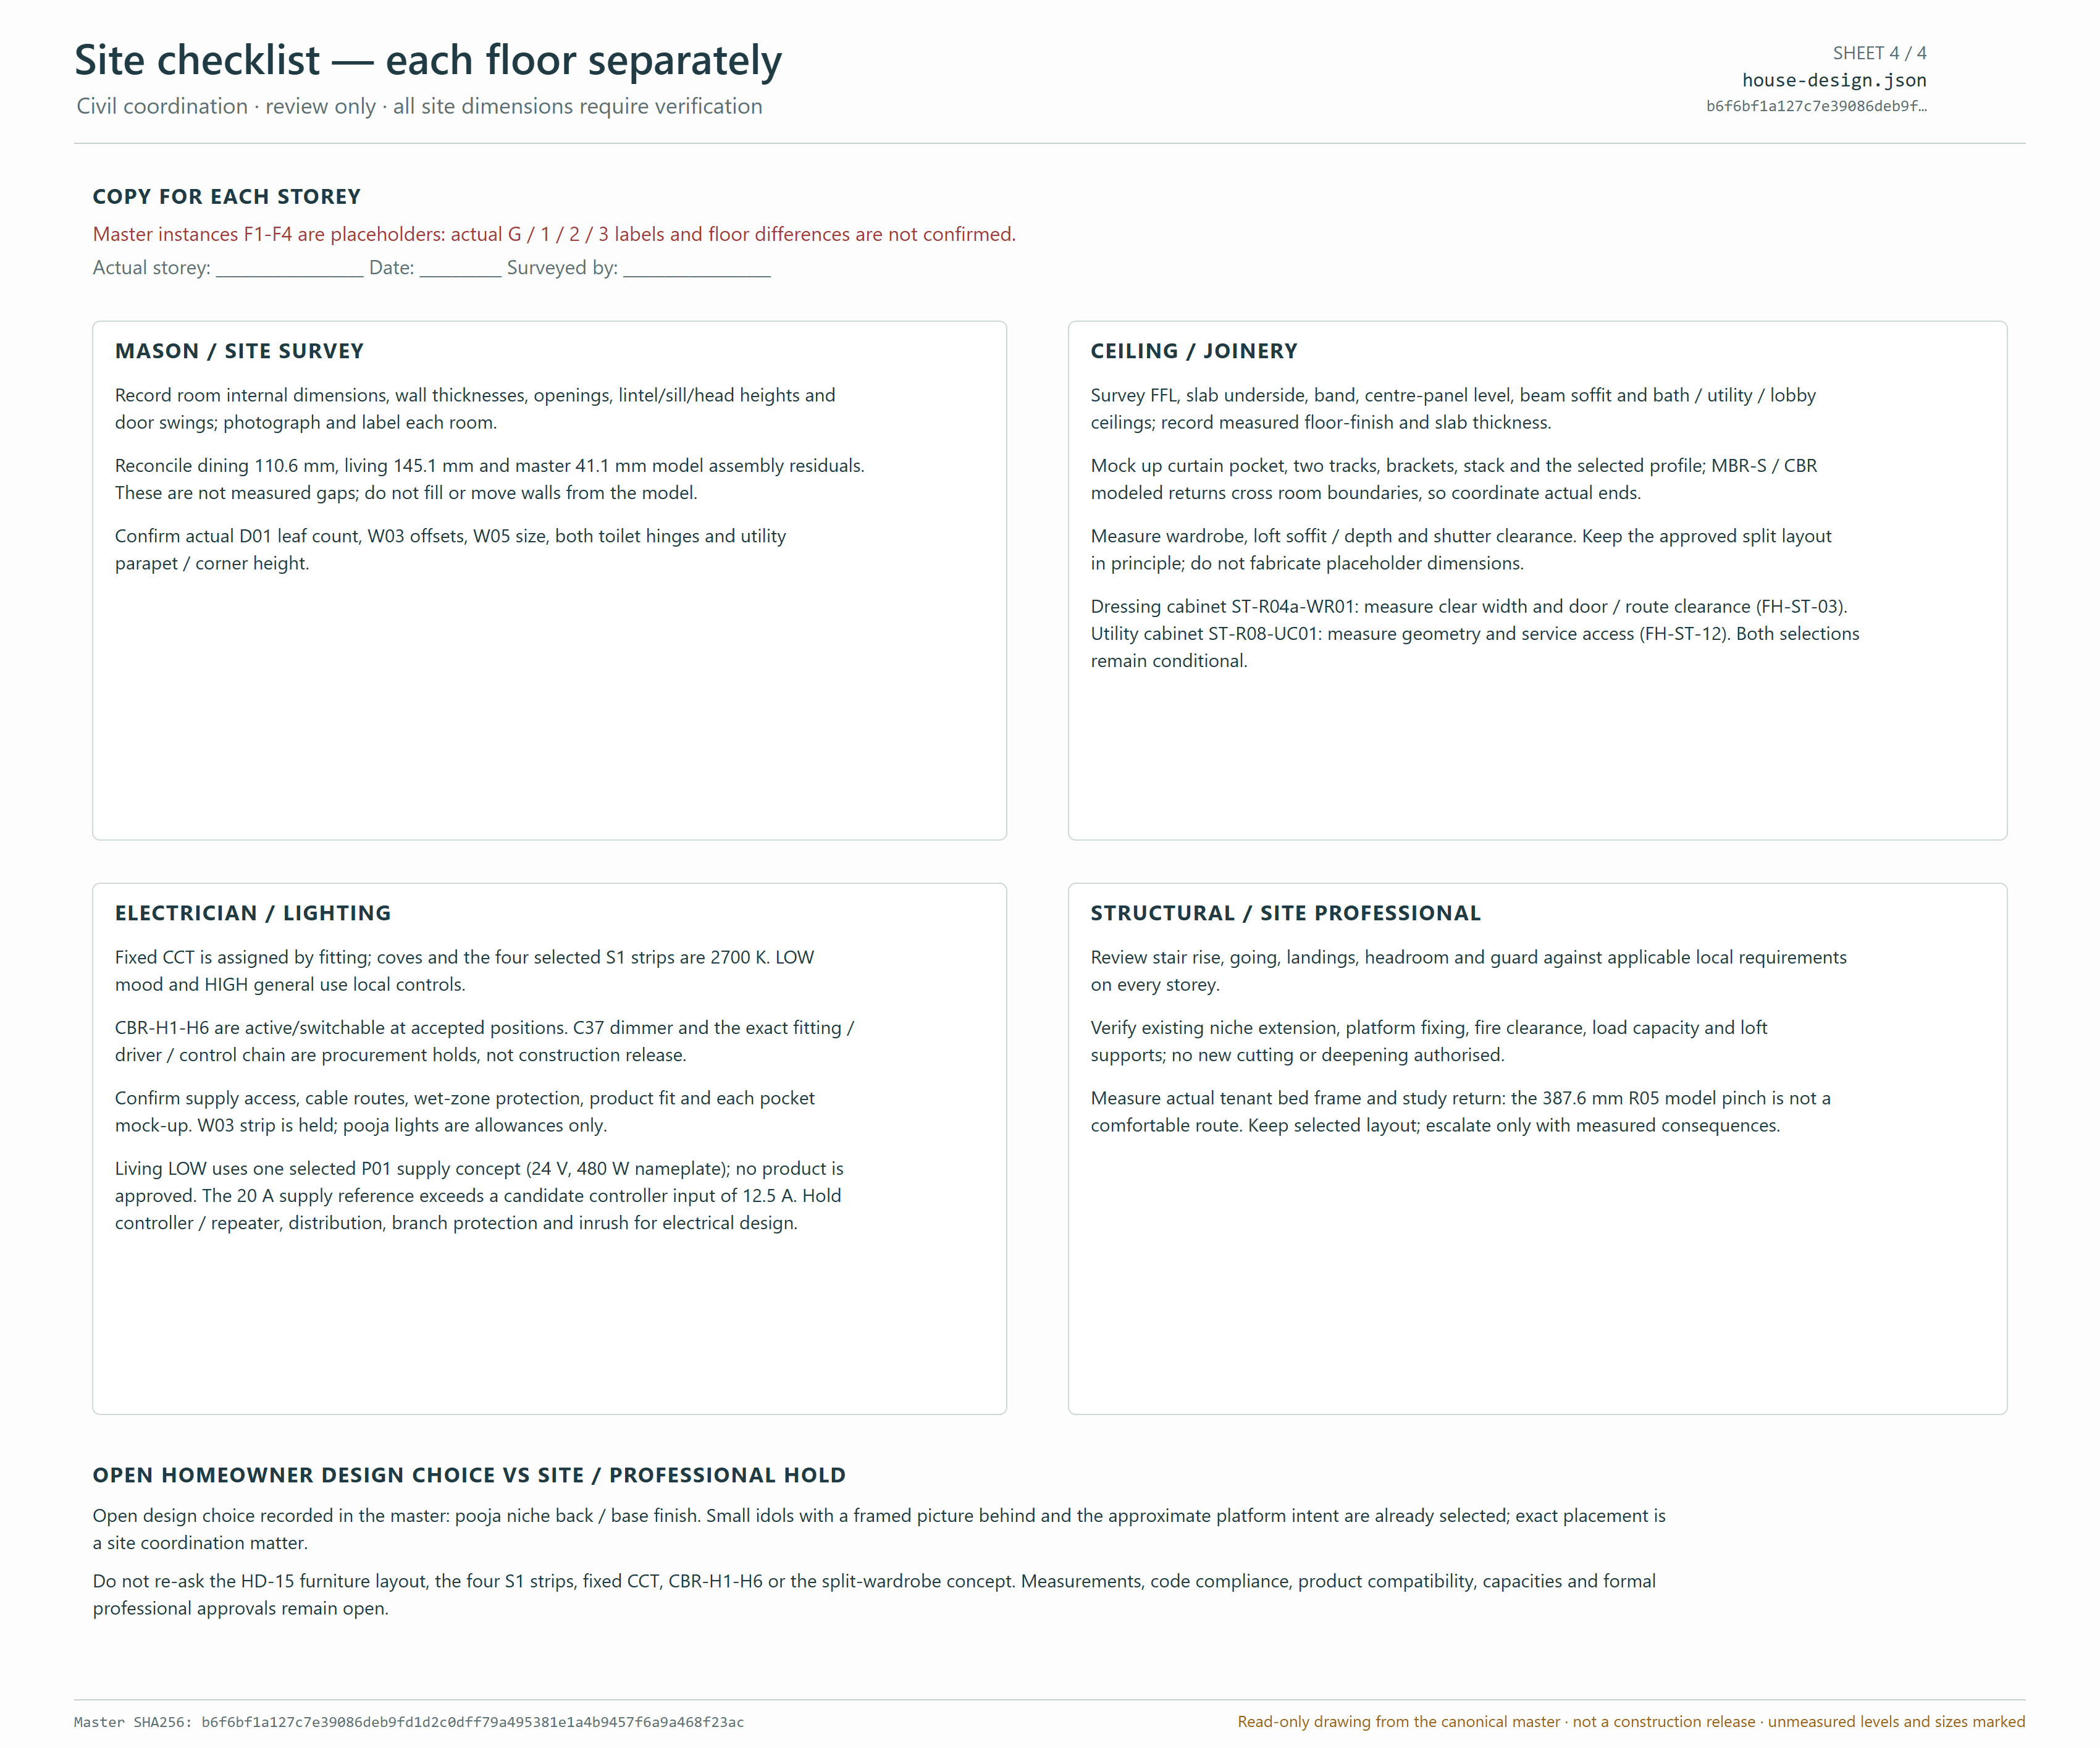 Site checklist — each floor separately
Civil coordination · review only · all site dimensions require verification
SHEET 4 / 4
house-design.json
b6f6bf1a127c7e39086deb9f…
COPY FOR EACH STOREY
Master instances F1-F4 are placeholders: actual G / 1 / 2 / 3 labels and floor differences are not confirmed.
Actual storey: ________________ Date: _________ Surveyed by: ________________
MASON / SITE SURVEY
Record room internal dimensions, wall thicknesses, openings, lintel/sill/head heights and
door swings; photograph and label each room.
Reconcile dining 110.6 mm, living 145.1 mm and master 41.1 mm model assembly residuals.
These are not measured gaps; do not fill or move walls from the model.
Confirm actual D01 leaf count, W03 offsets, W05 size, both toilet hinges and utility
parapet / corner height.
CEILING / JOINERY
Survey FFL, slab underside, band, centre-panel level, beam soffit and bath / utility / lobby
ceilings; record measured floor-finish and slab thickness.
Mock up curtain pocket, two tracks, brackets, stack and the selected profile; MBR-S / CBR
modeled returns cross room boundaries, so coordinate actual ends.
Measure wardrobe, loft soffit / depth and shutter clearance. Keep the approved split layout
in principle; do not fabricate placeholder dimensions.
Dressing cabinet ST-R04a-WR01: measure clear width and door / route clearance (FH-ST-03).
Utility cabinet ST-R08-UC01: measure geometry and service access (FH-ST-12). Both selections
remain conditional.
ELECTRICIAN / LIGHTING
Fixed CCT is assigned by fitting; coves and the four selected S1 strips are 2700 K. LOW
mood and HIGH general use local controls.
CBR-H1-H6 are active/switchable at accepted positions. C37 dimmer and the exact fitting /
driver / control chain are procurement holds, not construction release.
Confirm supply access, cable routes, wet-zone protection, product fit and each pocket
mock-up. W03 strip is held; pooja lights are allowances only.
Living LOW uses one selected P01 supply concept (24 V, 480 W nameplate); no product is
approved. The 20 A supply reference exceeds a candidate controller input of 12.5 A. Hold
controller / repeater, distribution, branch protection and inrush for electrical design.
STRUCTURAL / SITE PROFESSIONAL
Review stair rise, going, landings, headroom and guard against applicable local requirements
on every storey.
Verify existing niche extension, platform fixing, fire clearance, load capacity and loft
supports; no new cutting or deepening authorised.
Measure actual tenant bed frame and study return: the 387.6 mm R05 model pinch is not a
comfortable route. Keep selected layout; escalate only with measured consequences.
OPEN HOMEOWNER DESIGN CHOICE VS SITE / PROFESSIONAL HOLD
Open design choice recorded in the master: pooja niche back / base finish. Small idols with a framed picture behind and the approximate platform intent are already selected; exact placement is
a site coordination matter.
Do not re-ask the HD-15 furniture layout, the four S1 strips, fixed CCT, CBR-H1-H6 or the split-wardrobe concept. Measurements, code compliance, product compatibility, capacities and formal
professional approvals remain open.
Master SHA256: b6f6bf1a127c7e39086deb9fd1d2c0dff79a495381e1a4b9457f6a9a468f23ac
Read-only drawing from the canonical master · not a construction release · unmeasured levels and sizes marked